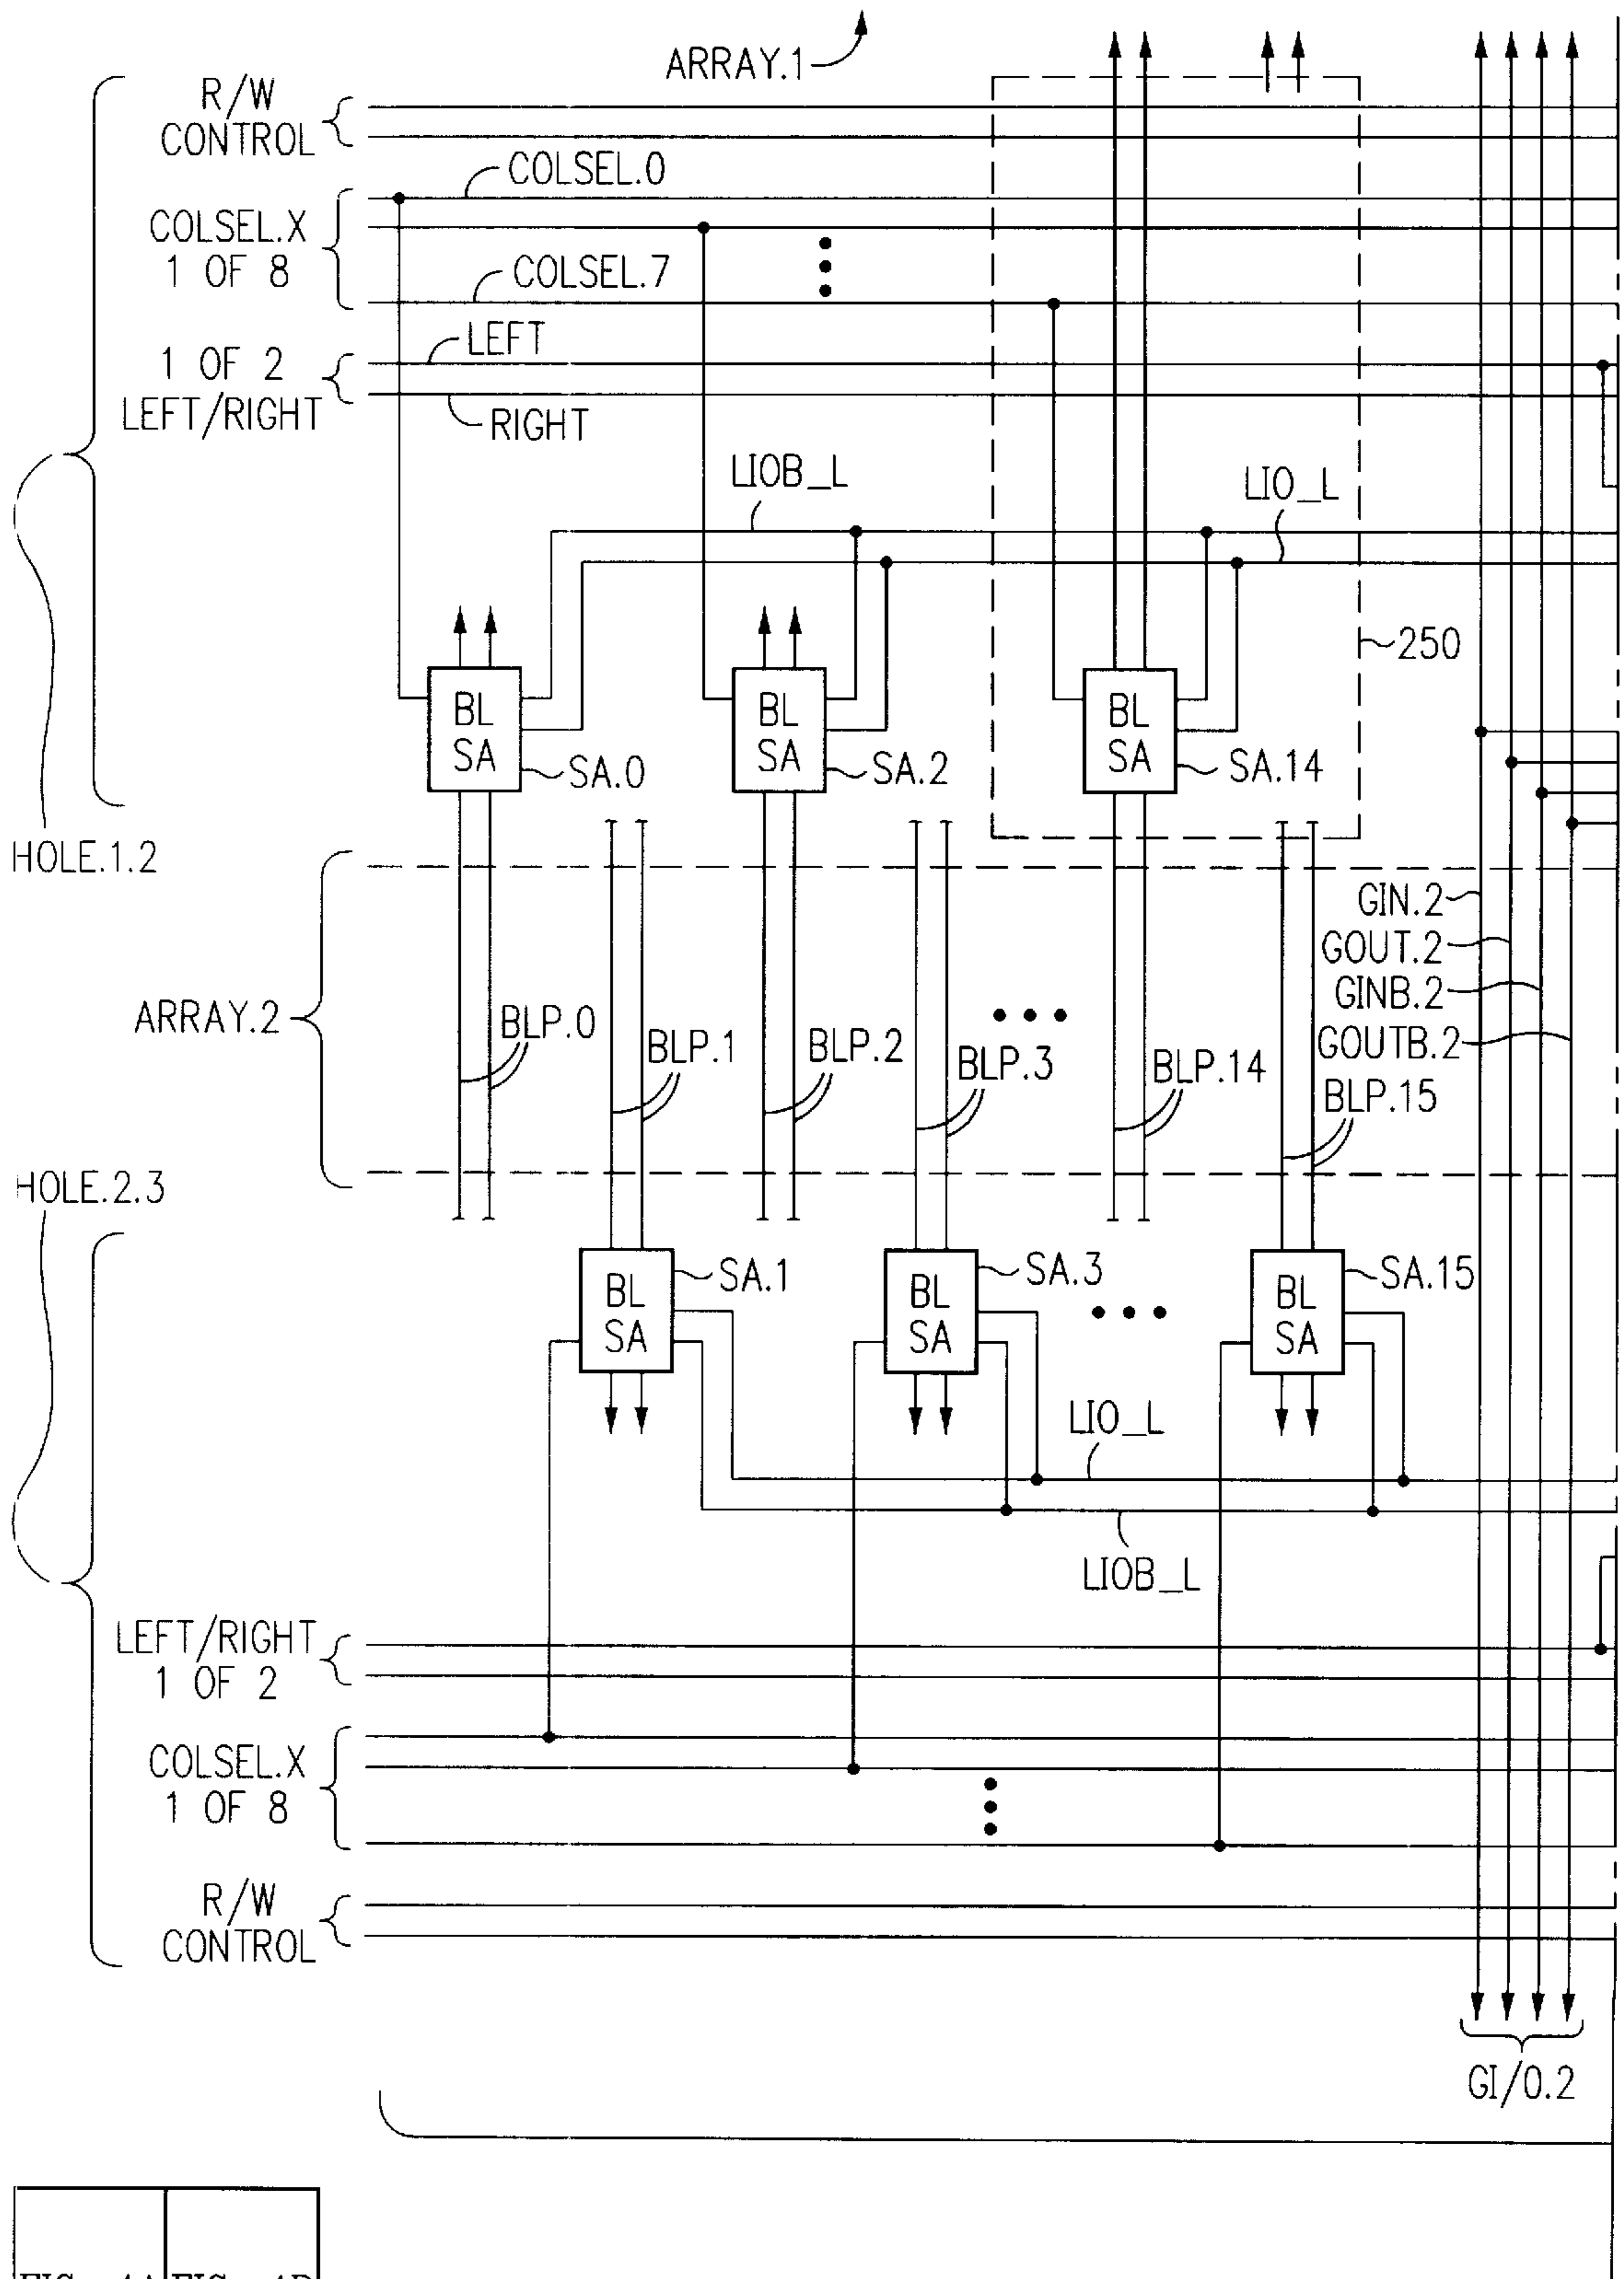 ARRAY.1
R/W
CONTROL
COLSEL.0
COLSEL.X
1 OF 8
COLSEL.7
LEFT
1 OF 2
LEFT/RIGHT
RIGHT
LIOB_L
LIO_L
250
BL
SA
SA.0
BL
SA
SA.2
BL
SA
SA.14
HOLE.1.2
GIN.2
GOUT.2
GINB.2
GOUTB.2
ARRAY.2
BLP.0
BLP.1
BLP.2
BLP.3
BLP.14
BLP.15
HOLE.2.3
BL
SA
SA.1
BL
SA
SA.3
BL
SA
SA.15
LIO_L
LIOB_L
LEFT/RIGHT
1 OF 2
COLSEL.X
1 OF 8
R/W
CONTROL
GI/O.2